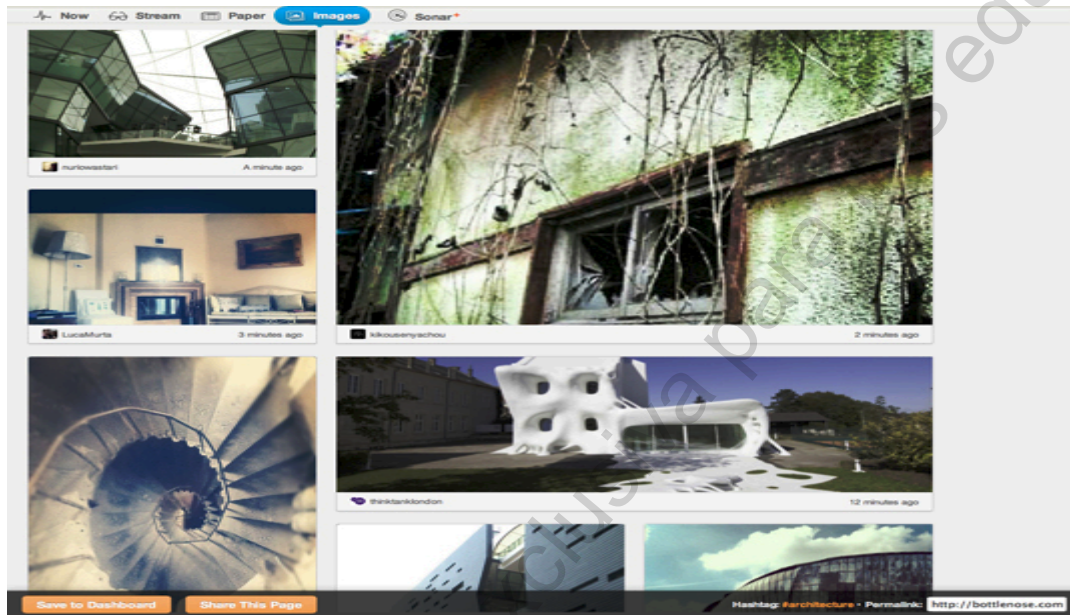 Now Stream Paper Images Sonar+
nuriowastari A minute ago
LucaMurta 3 minutes ago
kikousenyachou 2 minutes ago
thinktanklondon 12 minutes ago
Save to Dashboard Share This Page Hashtag: #architecture • Permalink: http://bottlenose.com